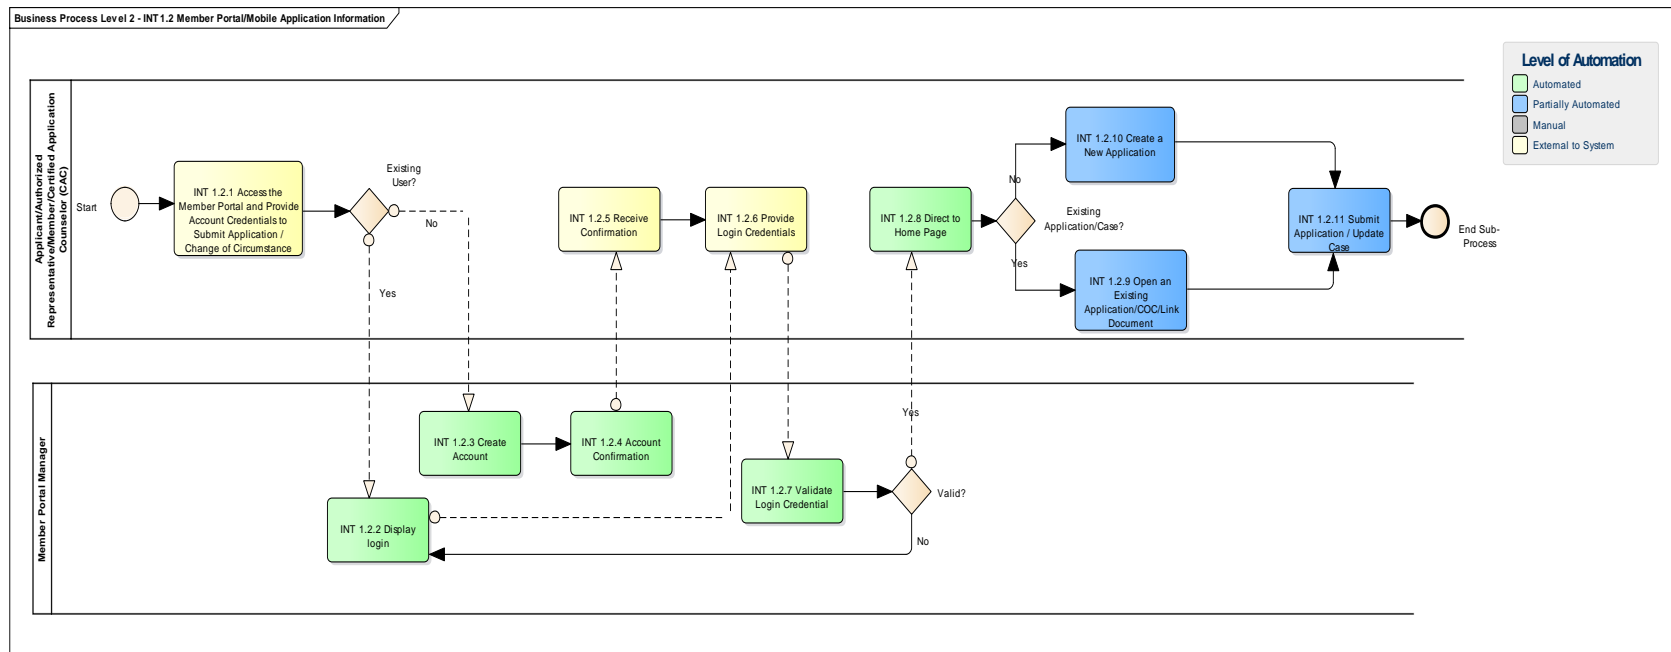 Business Process Level 2 - INT 1.2 Member Portal/Mobile Application Information
Level of Automation
Automated
Partially Automated
Manual
External to System
Applicant/Authorized
Representative/Member/Certified Application
Counselor (CAC)
Start
INT 1.2.1 Access the
Member Portal and Provide
Account Credentials to
Submit Application /
Change of Circumstance
Existing
User?
No
Yes
INT 1.2.5 Receive
Confirmation
INT 1.2.6 Provide
Login Credentials
INT 1.2.8 Direct to
Home Page
No
Existing
Application/Case?
Yes
INT 1.2.10 Create a
New Application
INT 1.2.9 Open an
Existing
Application/COC/Link
Document
INT 1.2.11 Submit
Application / Update
Case
End Sub-
Process
Member Portal Manager
INT 1.2.3 Create
Account
INT 1.2.4 Account
Confirmation
INT 1.2.2 Display
login
INT 1.2.7 Validate
Login Credential
Yes
Valid?
No